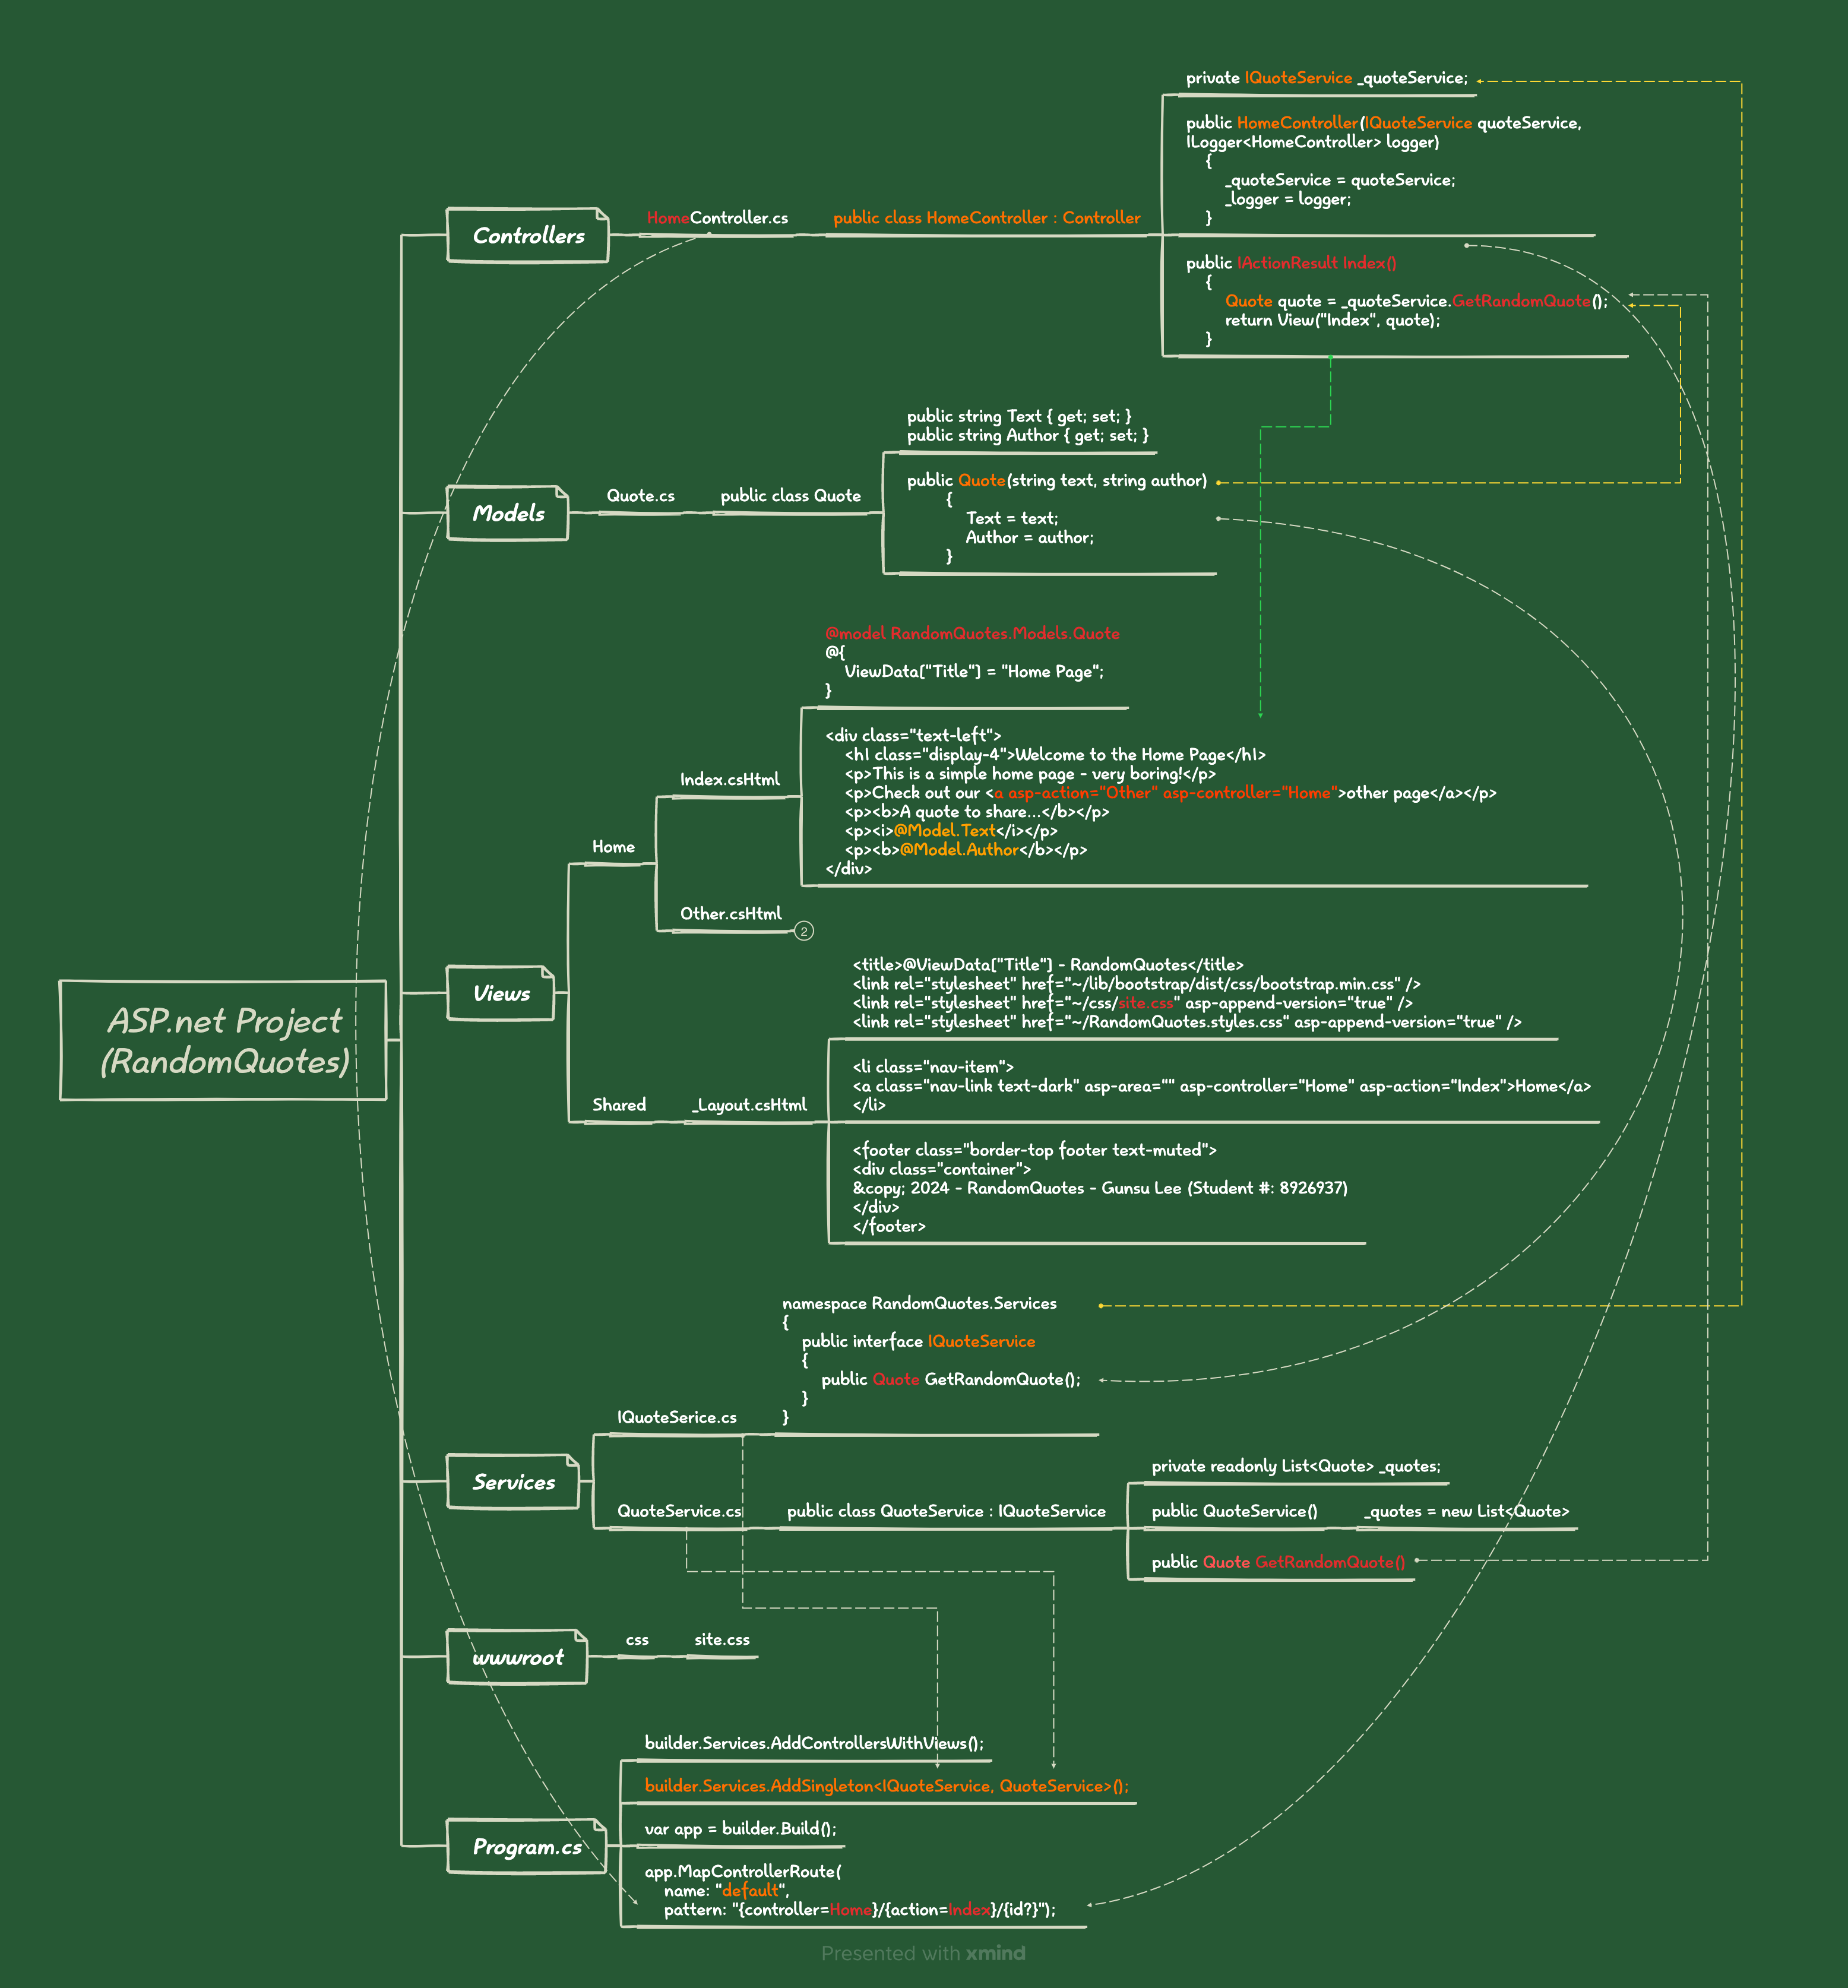 private IQuoteService _quoteService;
public HomeController(IQuoteService quoteService,
ILogger<HomeController> logger)
{
_quoteService = quoteService;
_logger = logger;
}
Controllers
HomeController.cs
public class HomeController : Controller
public IActionResult Index()
{
Quote quote = _quoteService.GetRandomQuote();
return View("Index", quote);
}
public string Text { get; set; }
public string Author { get; set; }
Models
Quote.cs
public class Quote
public Quote(string text, string author)
{
Text = text;
Author = author;
}
@model RandomQuotes.Models.Quote
@{
ViewData["Title"] = "Home Page";
}
<div class="text-left">
<h1 class="display-4">Welcome to the Home Page</h1>
<p>This is a simple home page - very boring!</p>
<p>Check out our <a asp-action="Other" asp-controller="Home">other page</a></p>
<p><b>A quote to share...</b></p>
<p><i>@Model.Text</i></p>
<p><b>@Model.Author</b></p>
</div>
Index.csHtml
Home
Other.csHtml
2
<title>@ViewData["Title"] - RandomQuotes</title>
<link rel="stylesheet" href="~/lib/bootstrap/dist/css/bootstrap.min.css" />
<link rel="stylesheet" href="~/css/site.css" asp-append-version="true" />
<link rel="stylesheet" href="~/RandomQuotes.styles.css" asp-append-version="true" />
Views
ASP.net Project
(RandomQuotes)
<li class="nav-item">
<a class="nav-link text-dark" asp-area="" asp-controller="Home" asp-action="Index">Home</a>
</li>
Shared
_Layout.csHtml
<footer class="border-top footer text-muted">
<div class="container">
&copy; 2024 - RandomQuotes - Gunsu Lee (Student #: 8926937)
</div>
</footer>
namespace RandomQuotes.Services
{
public interface IQuoteService
{
public Quote GetRandomQuote();
}
}
IQuoteSerice.cs
Services
private readonly List<Quote> _quotes;
QuoteService.cs
public class QuoteService : IQuoteService
public QuoteService()
_quotes = new List<Quote>
public Quote GetRandomQuote()
wwwroot
css
site.css
builder.Services.AddControllersWithViews();
builder.Services.AddSingleton<IQuoteService, QuoteService>();
Program.cs
var app = builder.Build();
app.MapControllerRoute(
name: "default",
pattern: "{controller=Home}/{action=Index}/{id?}");
Presented with xmind